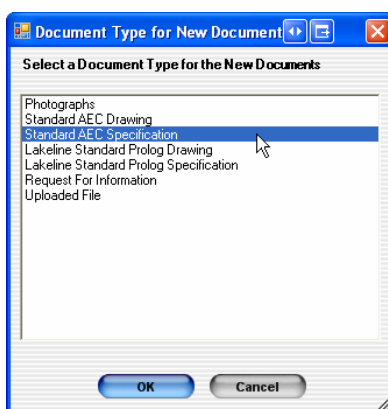 Document Type for New Document
Select a Document Type for the New Documents
Photographs
Standard AEC Drawing
Standard AEC Specification
Lakeline Standard Prolog Drawing
Lakeline Standard Prolog Specification
Request For Information
Uploaded File
OK
Cancel